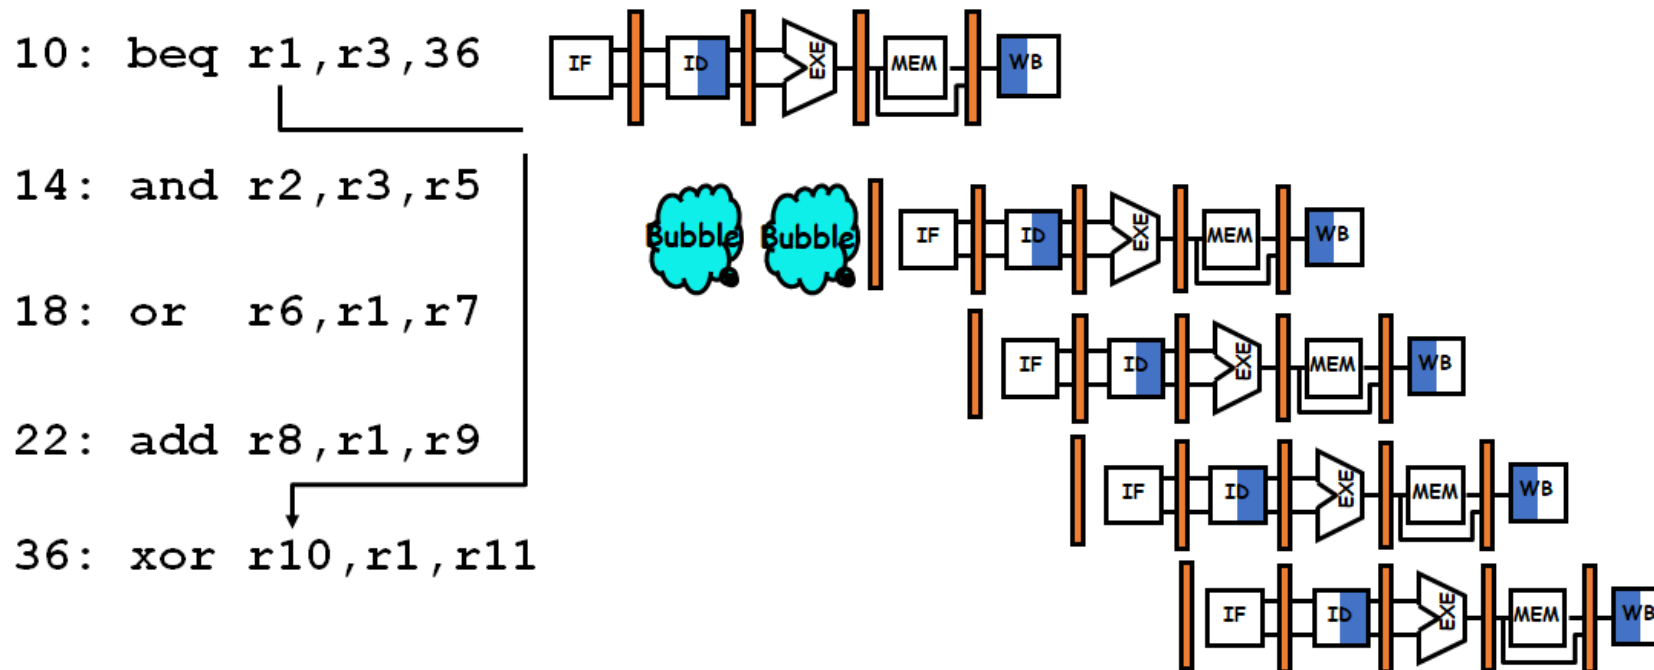 10: beq r1,r3,36 IF ID EXE MEM WB
14: and r2,r3,r5 Bubble Bubble IF ID EXE MEM WB
18: or r6,r1,r7 IF ID EXE MEM WB
22: add r8,r1,r9 IF ID EXE MEM WB
36: xor r10,r1,r11 IF ID EXE MEM WB